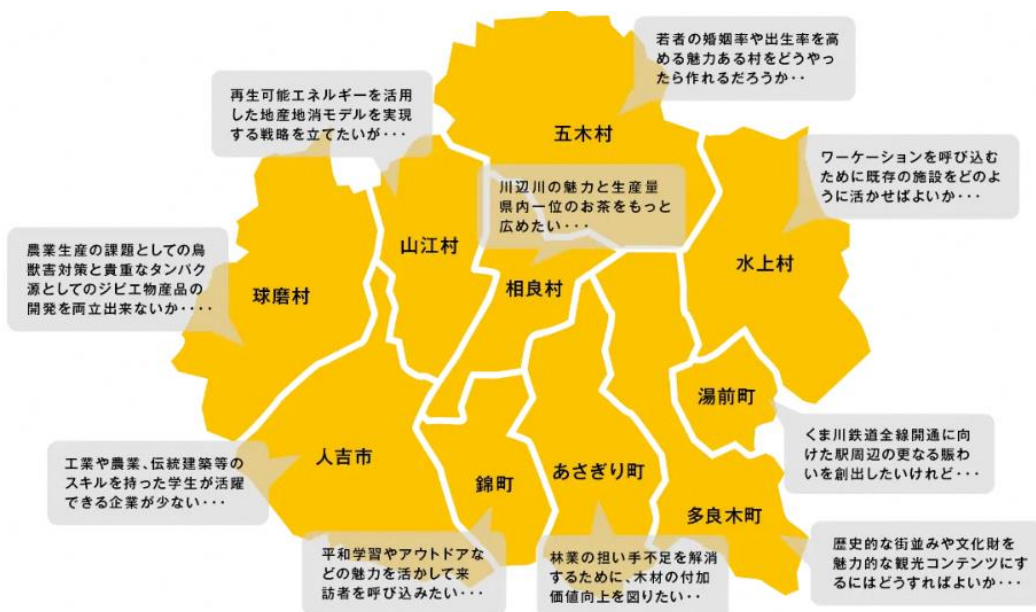 若者の婚姻率や出生率を高
める魅力ある村をどうやっ
たら作れるだろうか・・
再生可能エネルギーを活用
した地産地消モデルを実現
する戦略を立てたいが・・・
五木村
ワーケーションを呼び込む
ために既存の施設をどのよ
うに活かせばよいか・・・
川辺川の魅力と生産量
県内一位のお茶をもっと
広めたい・・・
山江村
水上村
農業生産の課題としての鳥
獣害対策と貴重なタンパク
源としてのジビエ物産品の
開発を両立出来ないか・・・・
球磨村
相良村
湯前町
くま川鉄道全線開通に向
けた駅周辺の更なる賑わ
いを創出したいけれど・・・
工業や農業、伝統建築等の
スキルを持った学生が活躍
できる企業が少ない・・・
人吉市
錦町
あさぎり町
多良木町
平和学習やアウトドアな
どの魅力を活かして来
訪者を呼び込みたい・・・
林業の担い手不足を解消
するために、木材の付加
価値向上を図りたい・・
歴史的な街並みや文化財を
魅力的な観光コンテンツにす
るにはどうすればよいか・・・